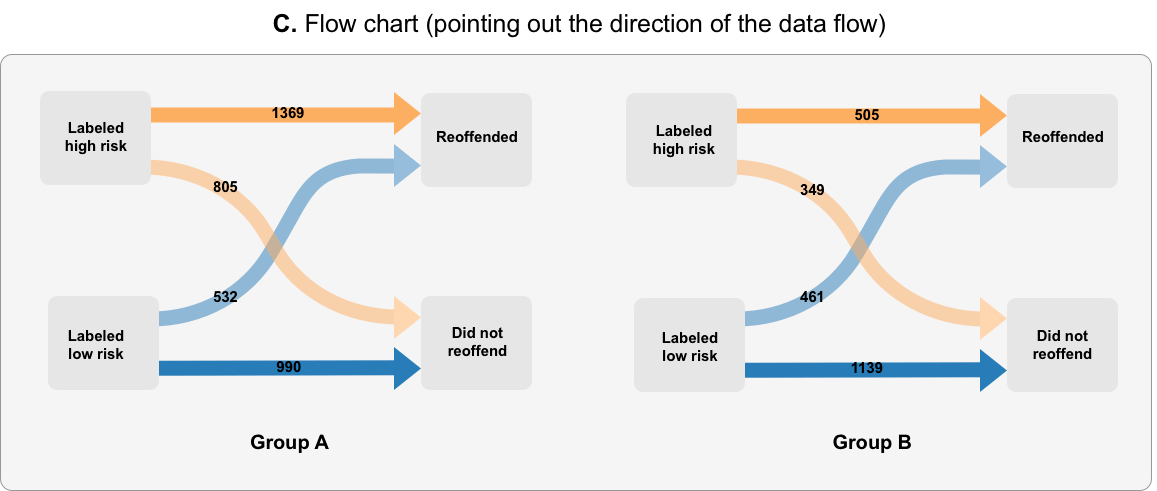 C. Flow chart (pointing out the direction of the data flow)
Labeled
high risk
1369
Reoffended
805
532
Labeled
low risk
990
Did not
reoffend
Group A
Labeled
high risk
505
Reoffended
349
461
Labeled
low risk
1139
Did not
reoffend
Group B